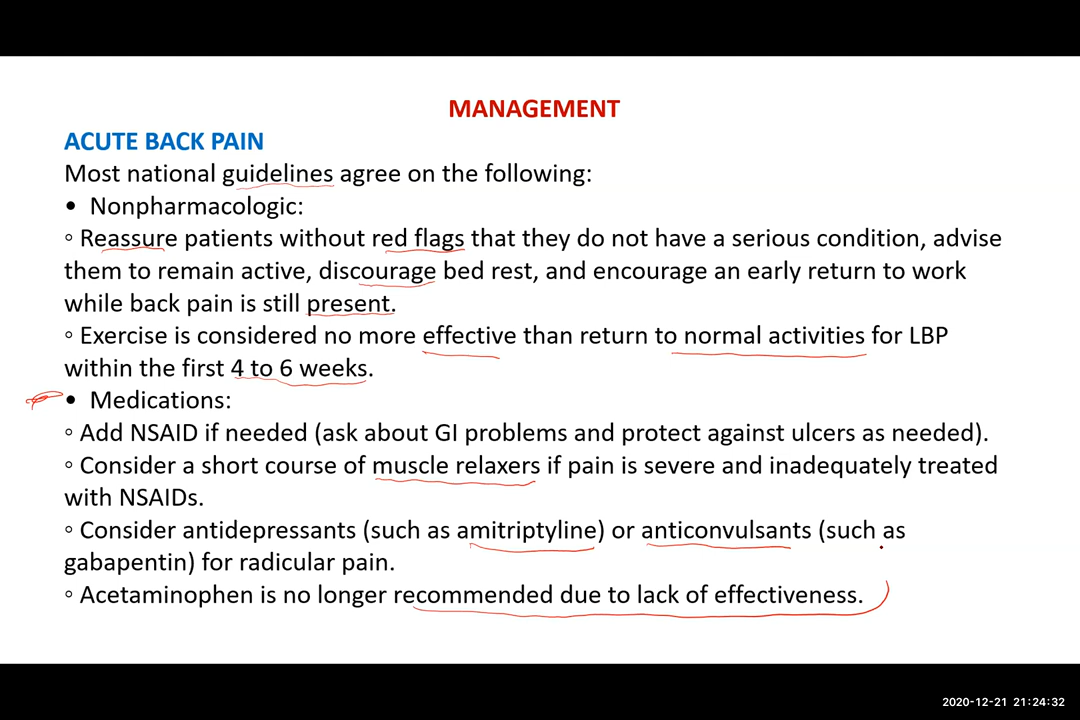 MANAGEMENT
ACUTE BACK PAIN
Most national guidelines agree on the following:
• Nonpharmacologic:
◦ Reassure patients without red flags that they do not have a serious condition, advise
them to remain active, discourage bed rest, and encourage an early return to work
while back pain is still present.
◦ Exercise is considered no more effective than return to normal activities for LBP
within the first 4 to 6 weeks.
• Medications:
◦ Add NSAID if needed (ask about GI problems and protect against ulcers as needed).
◦ Consider a short course of muscle relaxers if pain is severe and inadequately treated
with NSAIDs.
◦ Consider antidepressants (such as amitriptyline) or anticonvulsants (such as
gabapentin) for radicular pain.
◦ Acetaminophen is no longer recommended due to lack of effectiveness.
2020-12-21 21:24:32